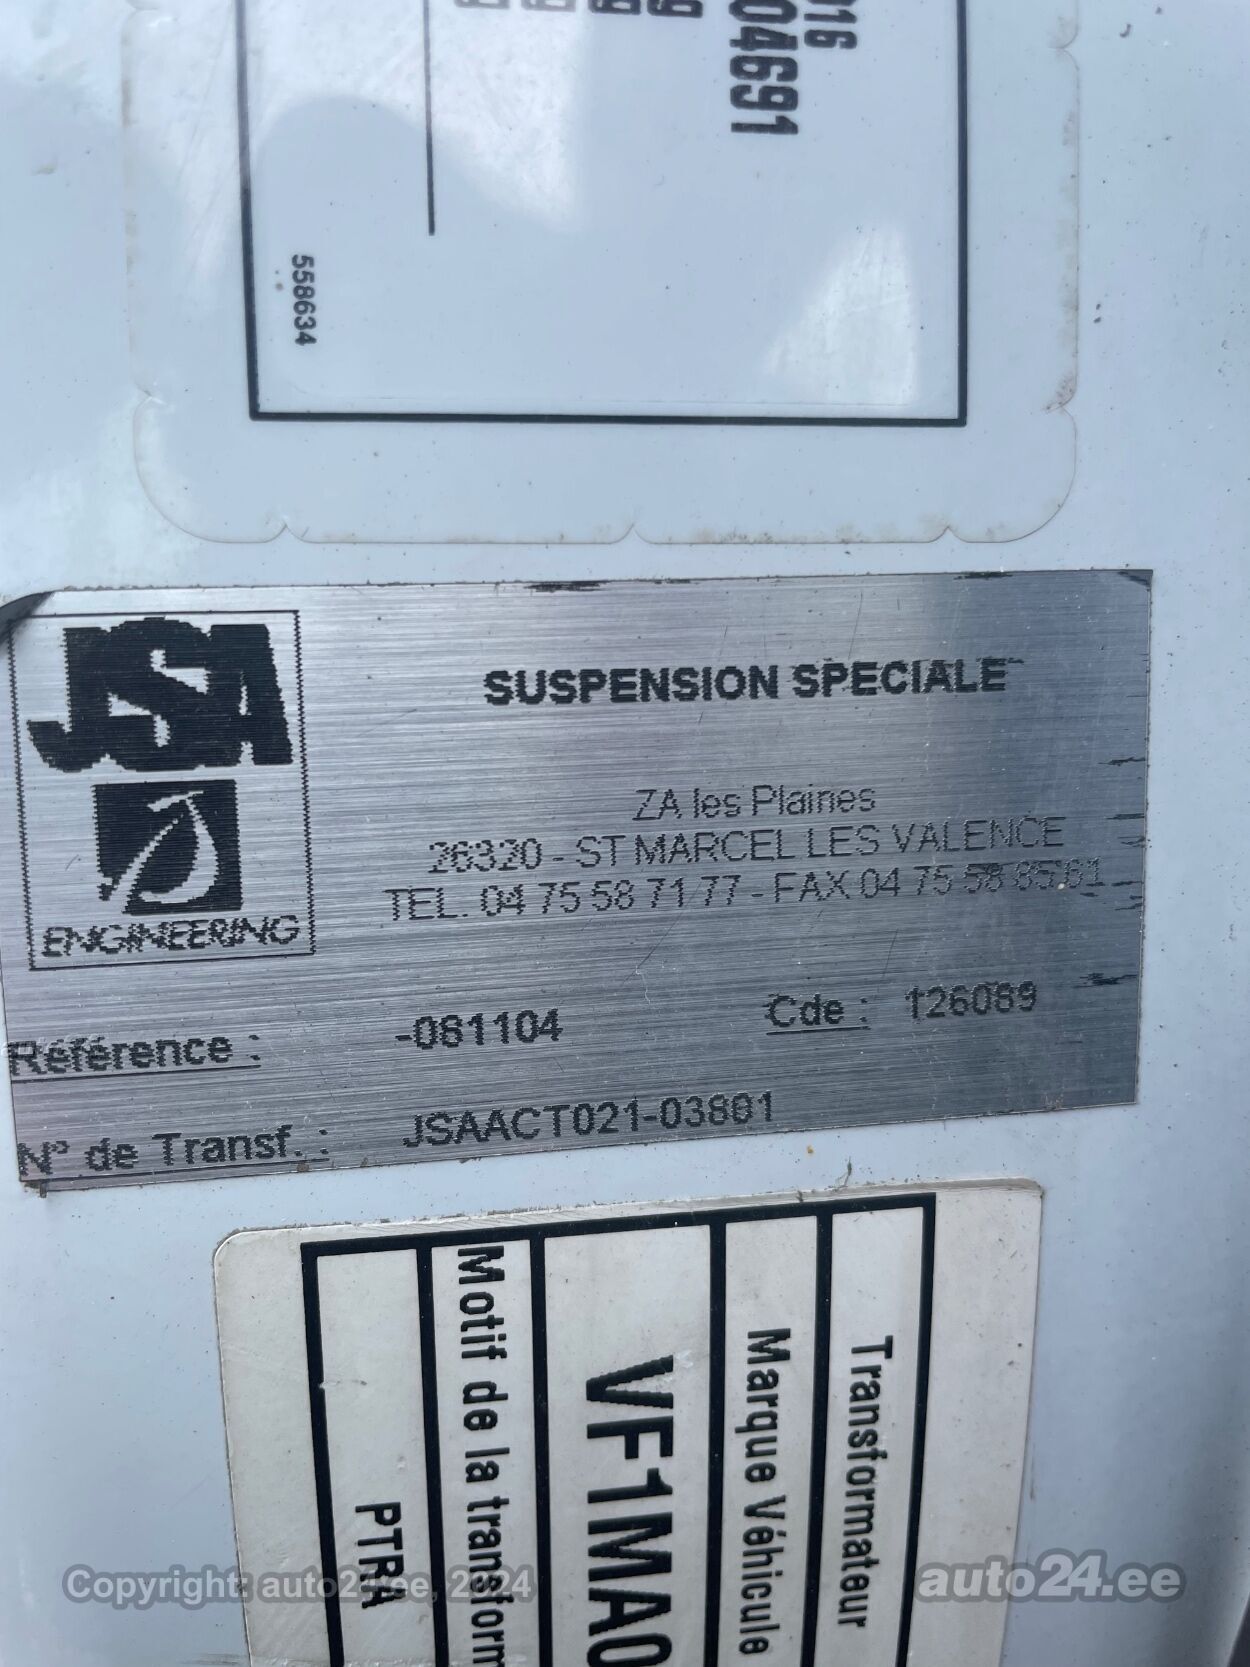 016
04691
558634
JSA
ENGINEERING
SUSPENSION SPECIALE
ZA les Plaines
26320 - ST MARCEL LES VALENCE
TEL. 04 75 58 71 77 - FAX 04 75 58 85 61
Référence : -081104 Cde : 126089
N° de Transf. : JSAACT021-03801
Transformateur
Marque Véhicule
VF1MA0
Motif de la transform
PTRA
Copyright: auto24.ee, 2024
auto24.ee